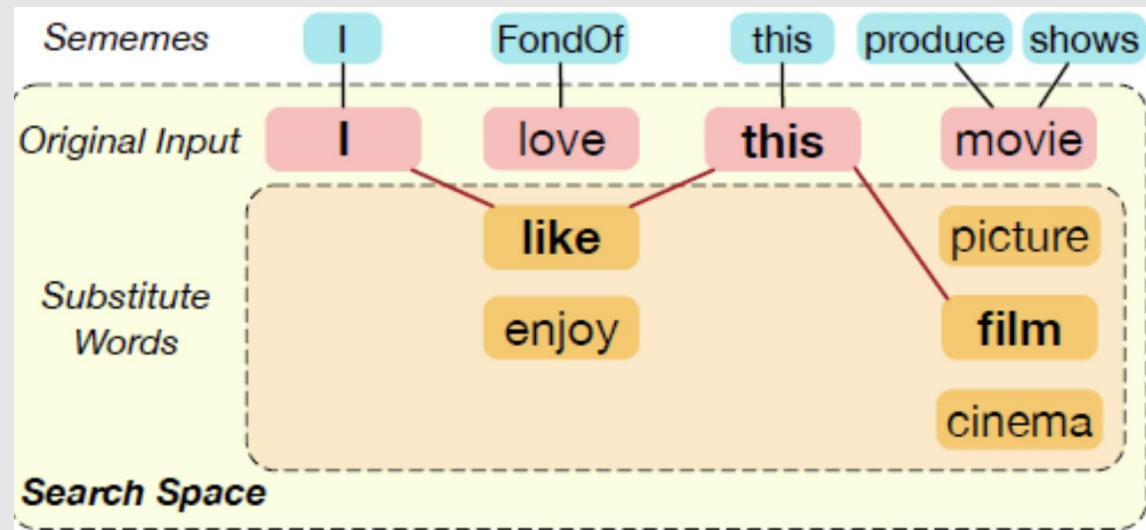 Sememes I FondOf this produce shows
Original Input I love this movie
like picture
Substitute
Words
enjoy film
cinema
Search Space